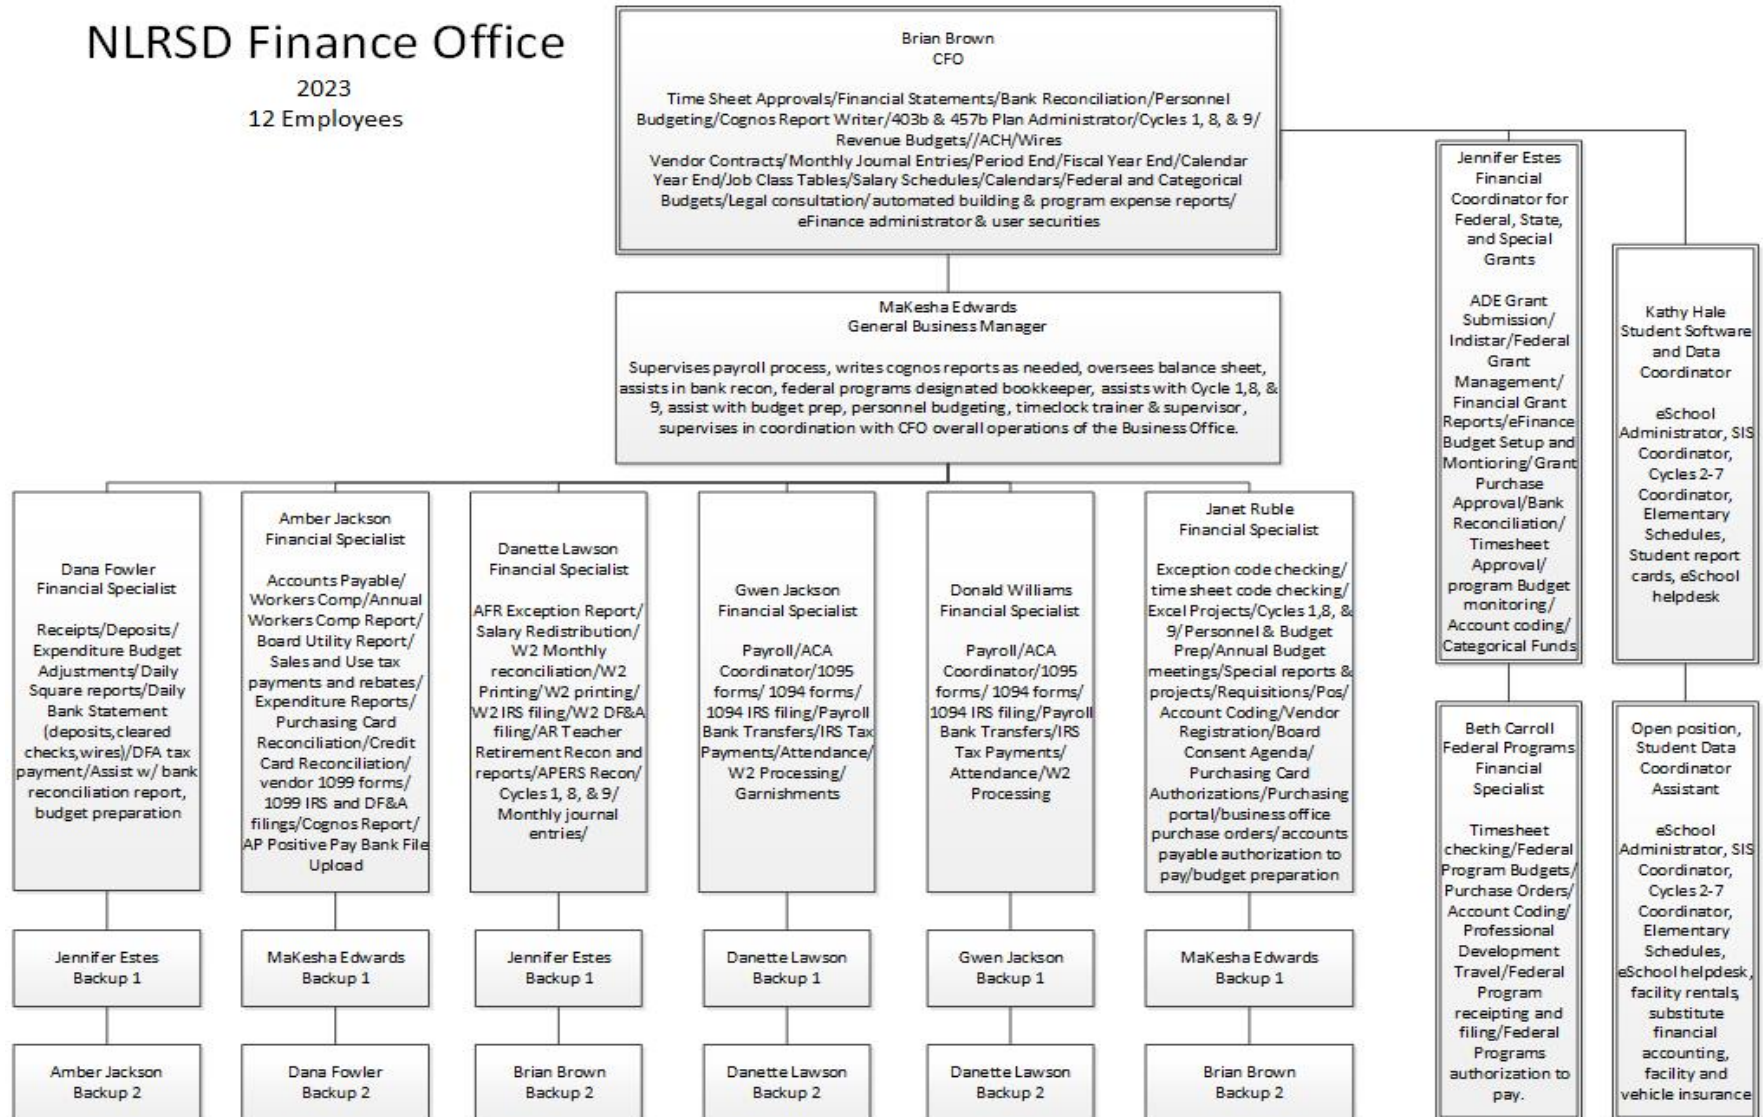 NLRSD Finance Office
2023
12 Employees
Brian Brown
CFO
Time Sheet Approvals/Financial Statements/Bank Reconciliation/Personnel
Budgeting/Cognos Report Writer/403b & 457b Plan Administrator/Cycles 1, 8, & 9/
Revenue Budgets//ACH/Wires
Vendor Contracts/Monthly Journal Entries/Period End/Fiscal Year End/Calendar
Year End/Job Class Tables/Salary Schedules/Calendars/Federal and Categorical
Budgets/Legal consultation/automated building & program expense reports/
eFinance administrator & user securities
MaKesha Edwards
General Business Manager
Supervises payroll process, writes cognos reports as needed, oversees balance sheet,
assists in bank recon, federal programs designated bookkeeper, assists with Cycle 1,8, &
9, assist with budget prep, personnel budgeting, timeclock trainer & supervisor,
supervises in coordination with CFO overall operations of the Business Office.
Dana Fowler
Financial Specialist
Receipts/Deposits/
Expenditure Budget
Adjustments/Daily
Square reports/Daily
Bank Statement
(deposits,cleared
checks,wires)/DFA tax
payment/Assist w/ bank
reconciliation report,
budget preparation
Jennifer Estes
Backup 1
Amber Jackson
Backup 2
Amber Jackson
Financial Specialist
Accounts Payable/
Workers Comp/Annual
Workers Comp Report/
Board Utility Report/
Sales and Use tax
payments and rebates/
Expenditure Reports/
Purchasing Card
Reconciliation/Credit
Card Reconciliation/
vendor 1099 forms/
1099 IRS and DF&A
filings/Cognos Report/
AP Positive Pay Bank File
Upload
MaKesha Edwards
Backup 1
Dana Fowler
Backup 2
Danette Lawson
Financial Specialist
AFR Exception Report/
Salary Redistribution/
W2 Monthly
reconciliation/W2
Printing/W2 printing/
W2 IRS filing/W2 DF&A
filing/AR Teacher
Retirement Recon and
reports/APERS Recon/
Cycles 1, 8, & 9/
Monthly journal
entries/
Jennifer Estes
Backup 1
Brian Brown
Backup 2
Gwen Jackson
Financial Specialist
Payroll/ACA
Coordinator/1095
forms/ 1094 forms/
1094 IRS filing/Payroll
Bank Transfers/IRS Tax
Payments/Attendance/
W2 Processing/
Garnishments
Danette Lawson
Backup 1
Danette Lawson
Backup 2
Donald Williams
Financial Specialist
Payroll/ACA
Coordinator/1095
forms/ 1094 forms/
1094 IRS filing/Payroll
Bank Transfers/IRS
Tax Payments/
Attendance/W2
Processing
Gwen Jackson
Backup 1
Danette Lawson
Backup 2
Janet Ruble
Financial Specialist
Exception code checking/
time sheet code checking/
Excel Projects/Cycles 1,8, &
9/Personnel & Budget
Prep/Annual Budget
meetings/Special reports &
projects/Requisitions/Pos/
Account Coding/Vendor
Registration/Board
Consent Agenda/
Purchasing Card
Authorizations/Purchasing
portal/business office
purchase orders/accounts
payable authorization to
pay/budget preparation
MaKesha Edwards
Backup 1
Brian Brown
Backup 2
Jennifer Estes
Financial
Coordinator for
Federal, State,
and Special
Grants
ADE Grant
Submission/
Indistar/Federal
Grant
Management/
Financial Grant
Reports/eFinance
Budget Setup and
Montioring/Grant
Purchase
Approval/Bank
Reconciliation/
Timesheet
Approval/
program Budget
monitoring/
Account coding/
Categorical Funds
Beth Carroll
Federal Programs
Financial
Specialist
Timesheet
checking/Federal
Program Budgets/
Purchase Orders/
Account Coding/
Professional
Development
Travel/Federal
Program
receipting and
filing/Federal
Programs
authorization to
pay.
Kathy Hale
Student Software
and Data
Coordinator
eSchool
Administrator, SIS
Coordinator,
Cycles 2-7
Coordinator,
Elementary
Schedules,
Student report
cards, eSchool
helpdesk
Open position,
Student Data
Coordinator
Assistant
eSchool
Administrator, SIS
Coordinator,
Cycles 2-7
Coordinator,
Elementary
Schedules,
eSchool helpdesk,
facility rentals,
substitute
financial
accounting,
facility and
vehicle insurance